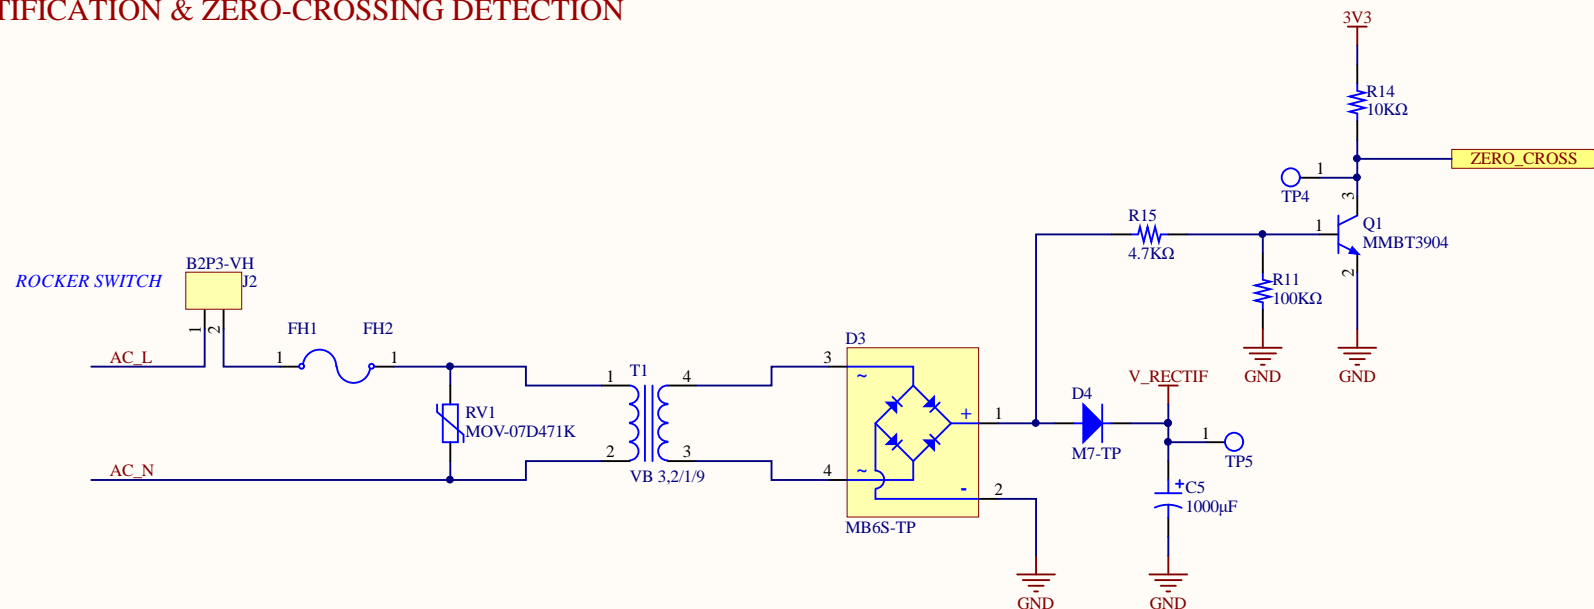 TIFICATION & ZERO-CROSSING DETECTION
3V3
R14
10KΩ
ZERO_CROSS
1
TP4
3
R15
4.7KΩ
1
Q1
MMBT3904
2
R11
100KΩ
GND
GND
B2P3-VH
J2
ROCKER SWITCH
1
2
FH1
FH2
AC_L
1
1
RV1
MOV-07D471K
AC_N
T1
1
4
2
3
VB 3,2/1/9
D3
3
~
+
1
4
~
-
2
MB6S-TP
GND
D4
M7-TP
V_RECTIF
1
TP5
+
C5
1000µF
GND